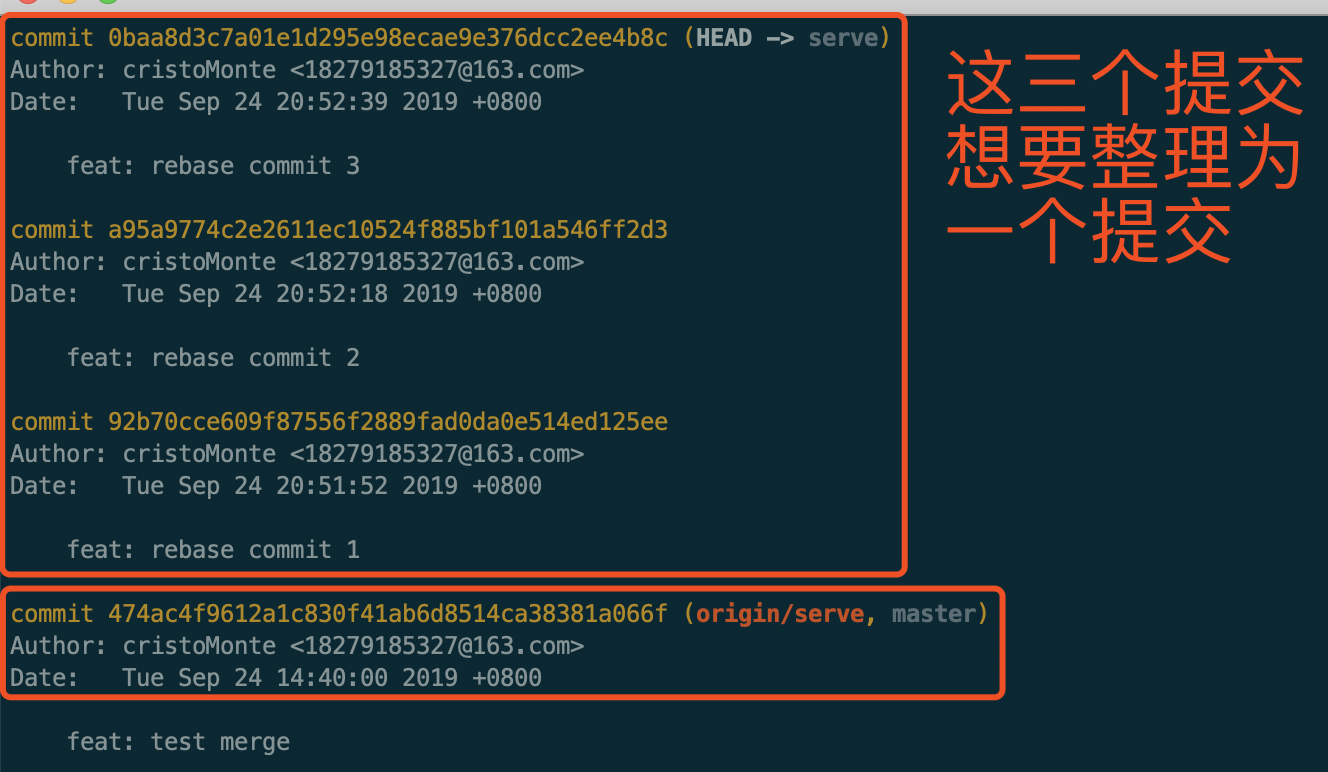 commit 0baa8d3c7a01e1d295e98ecae9e376dcc2ee4b8c (HEAD -> serve)
Author: cristoMonte <18279185327@163.com>
Date:   Tue Sep 24 20:52:39 2019 +0800
feat: rebase commit 3
commit a95a9774c2e2611ec10524f885bf101a546ff2d3
Author: cristoMonte <18279185327@163.com>
Date:   Tue Sep 24 20:52:18 2019 +0800
feat: rebase commit 2
commit 92b70cce609f87556f2889fad0da0e514ed125ee
Author: cristoMonte <18279185327@163.com>
Date:   Tue Sep 24 20:51:52 2019 +0800
feat: rebase commit 1
commit 474ac4f9612a1c830f41ab6d8514ca38381a066f (origin/serve, master)
Author: cristoMonte <18279185327@163.com>
Date:   Tue Sep 24 14:40:00 2019 +0800
feat: test merge
这三个提交
想要整理为
一个提交